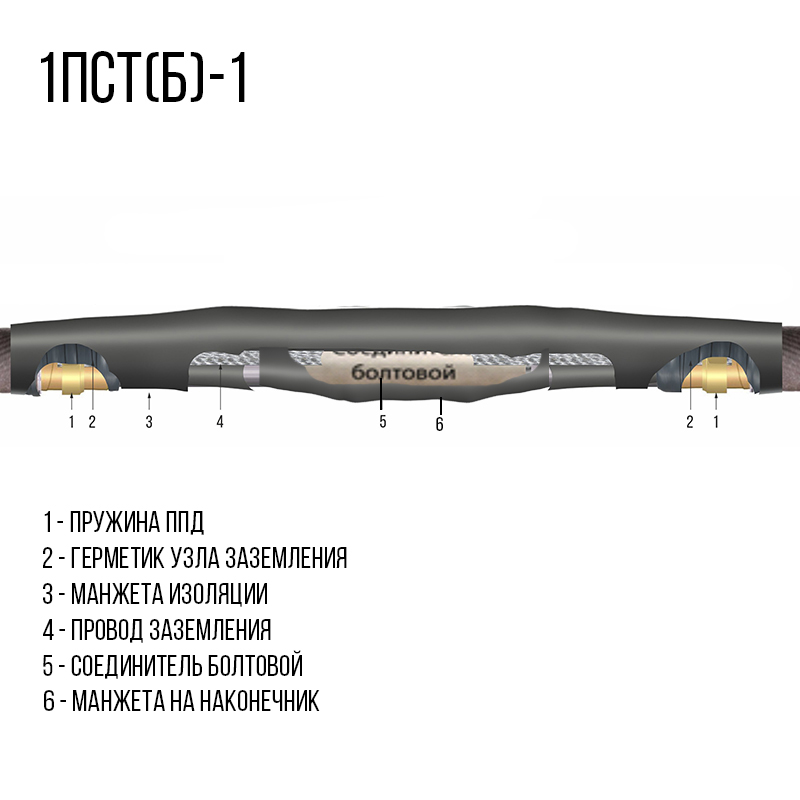 1ПСТ(Б)-1
Соединитель
болтовой
1 2 3 4 5 6 2 1
1 - ПРУЖИНА ППД
2 - ГЕРМЕТИК УЗЛА ЗАЗЕМЛЕНИЯ
3 - МАНЖЕТА ИЗОЛЯЦИИ
4 - ПРОВОД ЗАЗЕМЛЕНИЯ
5 - СОЕДИНИТЕЛЬ БОЛТОВОЙ
6 - МАНЖЕТА НА НАКОНЕЧНИК